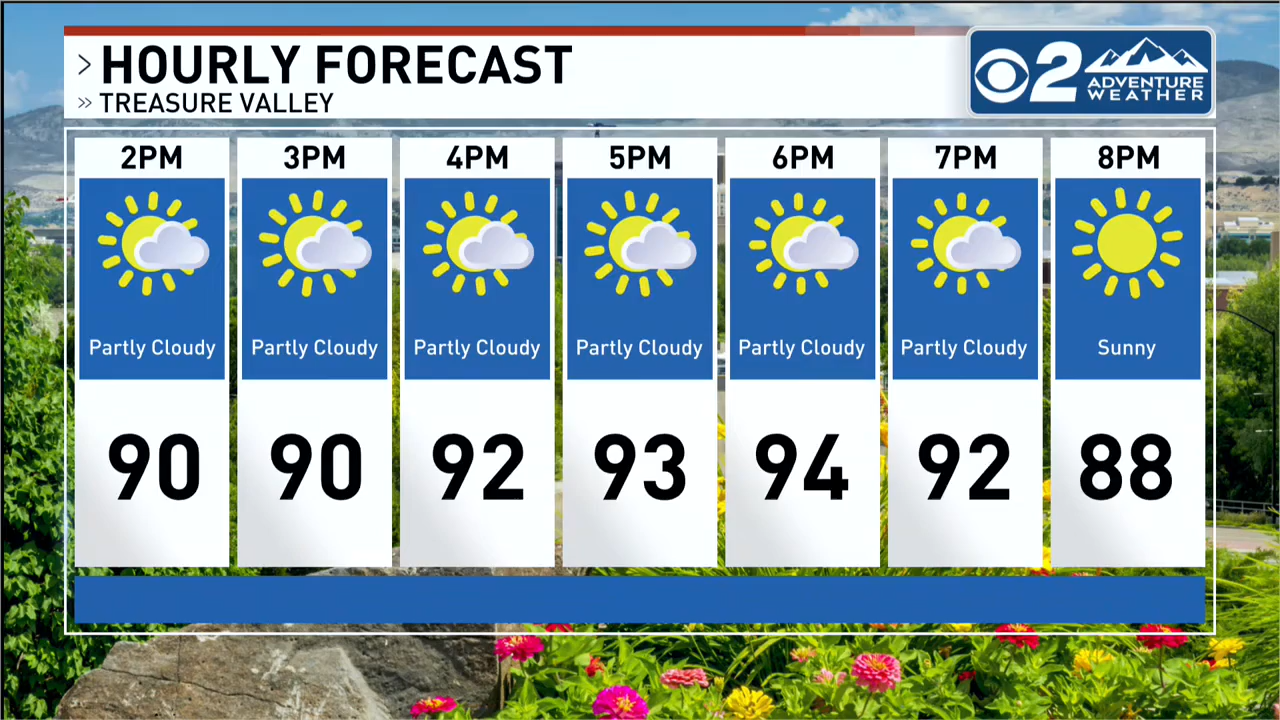 > HOURLY FORECAST
» TREASURE VALLEY
2 ADVENTURE WEATHER
2PM 3PM 4PM 5PM 6PM 7PM 8PM
Partly Cloudy Partly Cloudy Partly Cloudy Partly Cloudy Partly Cloudy Partly Cloudy Sunny
90 90 92 93 94 92 88